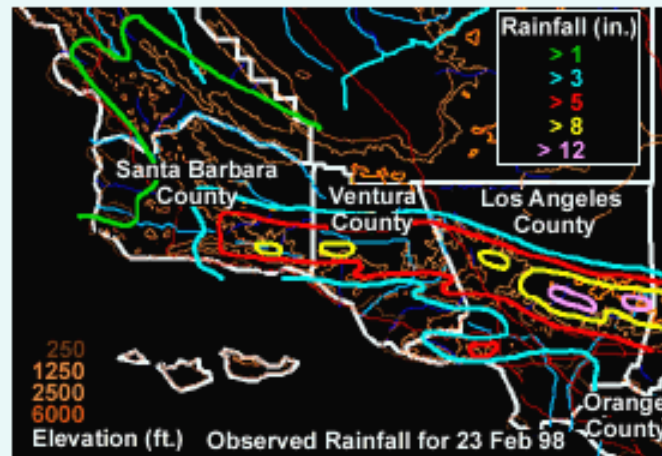 Rainfall (in.)
> 1
> 3
> 5
> 8
> 12
Santa Barbara
County
Ventura
County
Los Angeles
County
250
1250
2500
6000
Orange
County
Elevation (ft.)
Observed Rainfall for 23 Feb 98